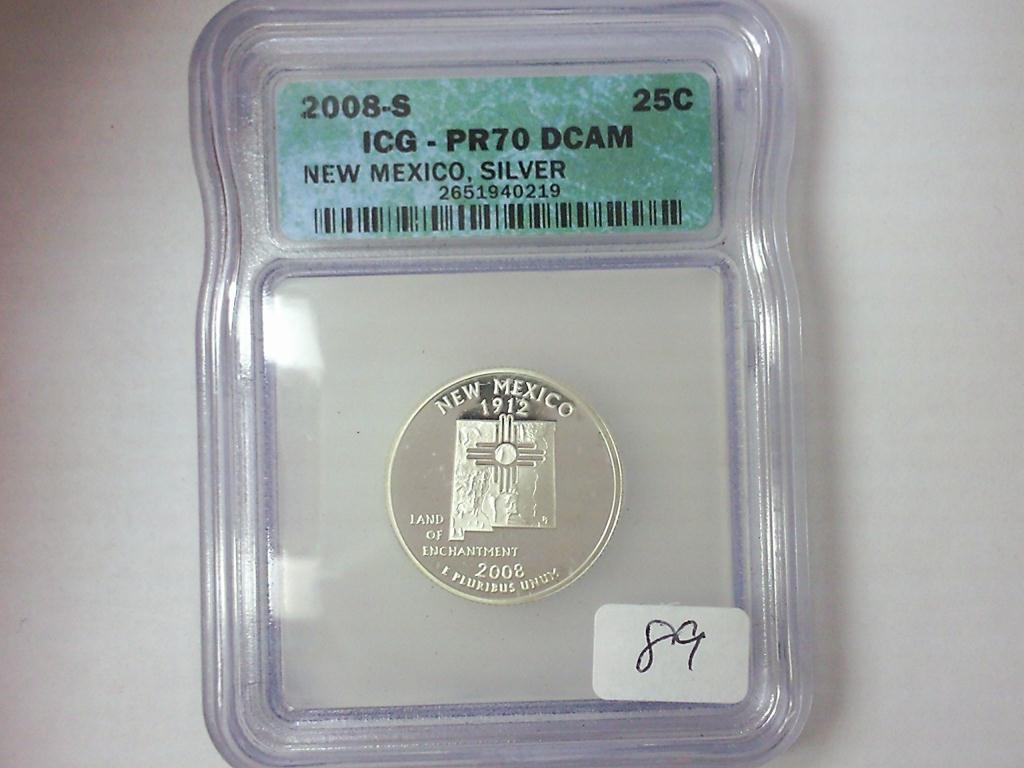 2008-S 25C
ICG - PR70 DCAM
NEW MEXICO, SILVER
2651940219
NEW MEXICO
1912
LAND
OF
ENCHANTMENT
2008
E PLURIBUS UNUM
89